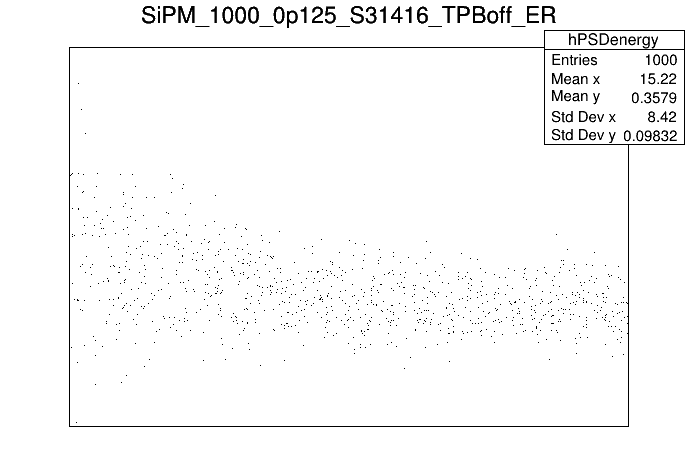 SiPM_1000_0p125_S31416_TPBoff_ER
hPSDenergy
Entries 1000
Mean x 15.22
Mean y 0.3579
Std Dev x 8.42
Std Dev y 0.09832